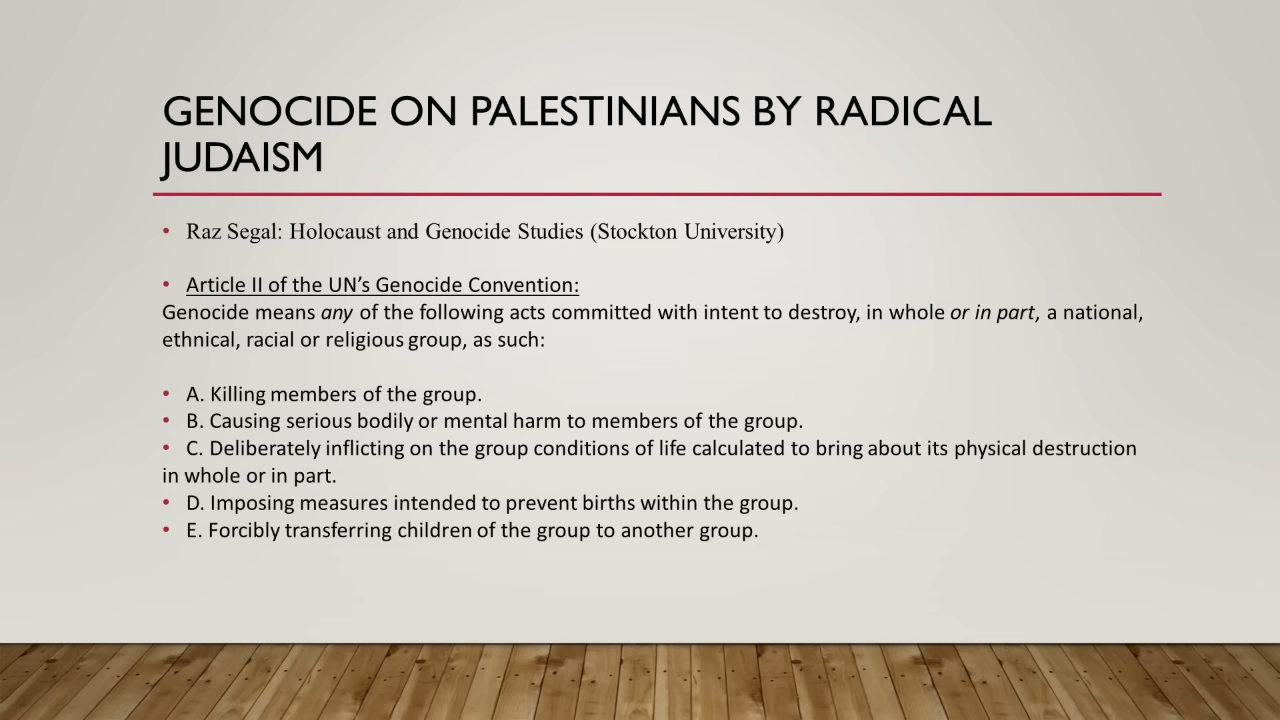 GENOCIDE ON PALESTINIANS BY RADICAL
JUDAISM
• Raz Segal: Holocaust and Genocide Studies (Stockton University)
• Article II of the UN’s Genocide Convention:
Genocide means any of the following acts committed with intent to destroy, in whole or in part, a national,
ethnical, racial or religious group, as such:
• A. Killing members of the group.
• B. Causing serious bodily or mental harm to members of the group.
• C. Deliberately inflicting on the group conditions of life calculated to bring about its physical destruction
in whole or in part.
• D. Imposing measures intended to prevent births within the group.
• E. Forcibly transferring children of the group to another group.